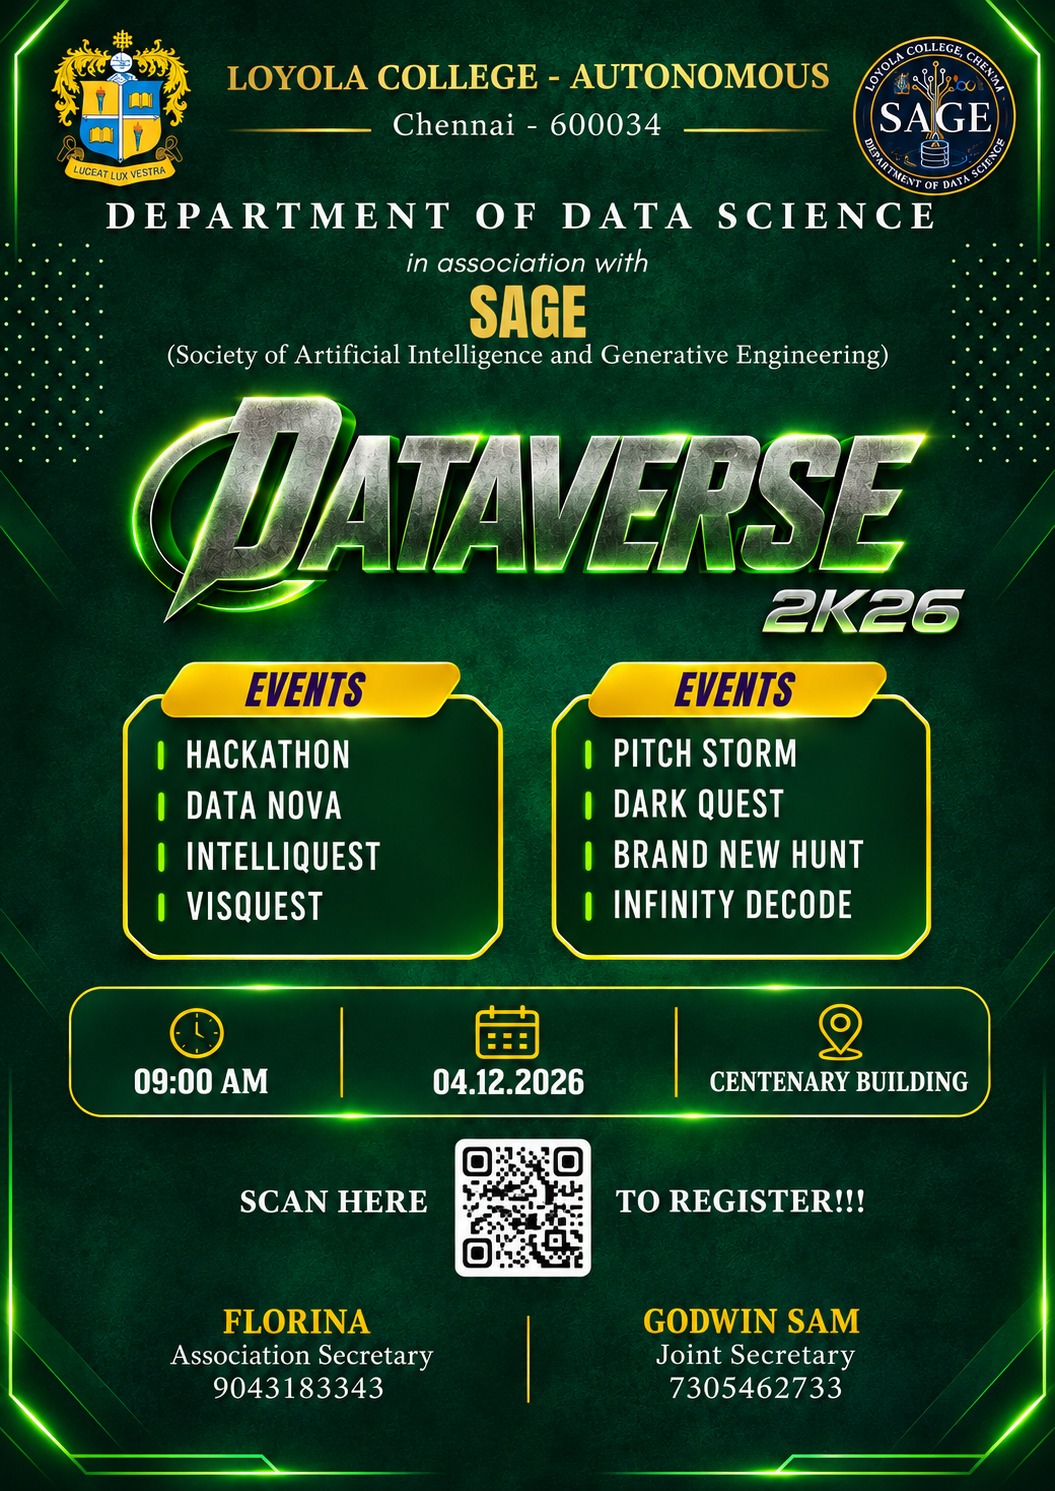 LOYOLA COLLEGE - AUTONOMOUS
Chennai - 600034
LUCEAT LUX VESTRA
LOYOLA COLLEGE, CHENNAI
SAGE
DEPARTMENT OF DATA SCIENCE
DEPARTMENT OF DATA SCIENCE
in association with
SAGE
(Society of Artificial Intelligence and Generative Engineering)
DATAVERSE
2K26
EVENTS
HACKATHON
DATA NOVA
INTELLIQUEST
VISQUEST
EVENTS
PITCH STORM
DARK QUEST
BRAND NEW HUNT
INFINITY DECODE
09:00 AM
04.12.2026
CENTENARY BUILDING
SCAN HERE
TO REGISTER!!!
FLORINA
Association Secretary
9043183343
GODWIN SAM
Joint Secretary
7305462733